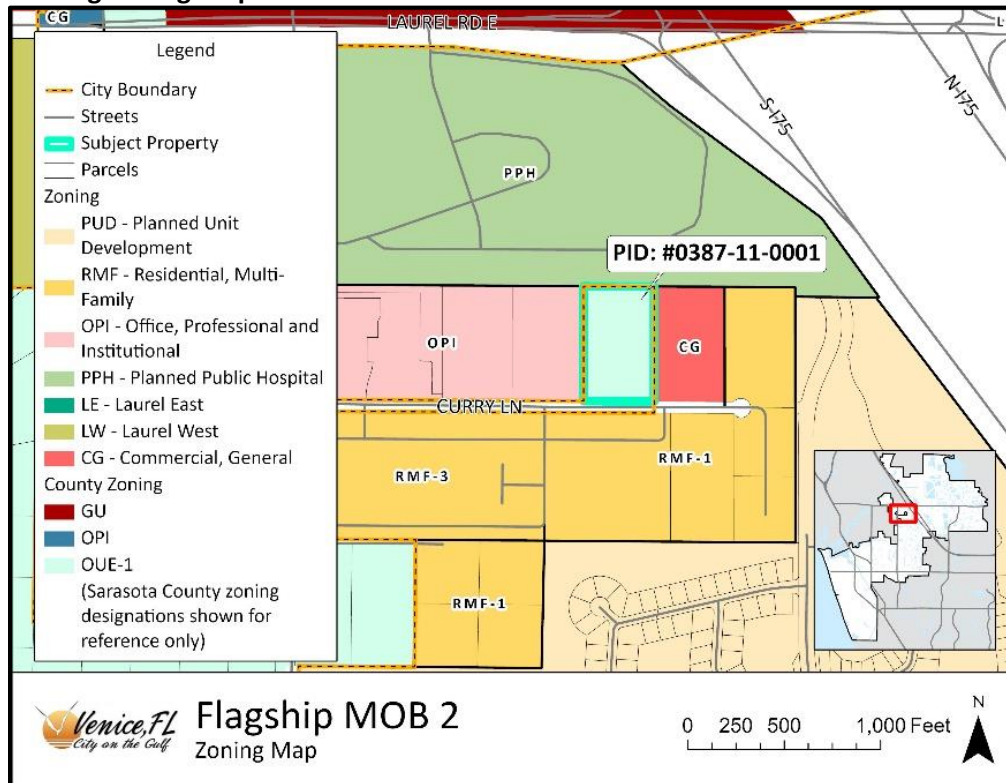 CG
LAUREL RD E
Legend
City Boundary
Streets
Subject Property
Parcels
Zoning
PUD - Planned Unit
Development
RMF - Residential, Multi-
Family
OPI - Office, Professional and
Institutional
PPH - Planned Public Hospital
LE - Laurel East
LW - Laurel West
CG - Commercial, General
County Zoning
GU
OPI
OUE-1
(Sarasota County zoning
designations shown for
reference only)
S-I75
N-I75
PPH
PID: #0387-11-0001
OPI
CG
CURRY LN
RMF-3
RMF-1
RMF-1
Venice, FL
City on the Gulf
Flagship MOB 2
Zoning Map
0 250 500 1,000 Feet
N